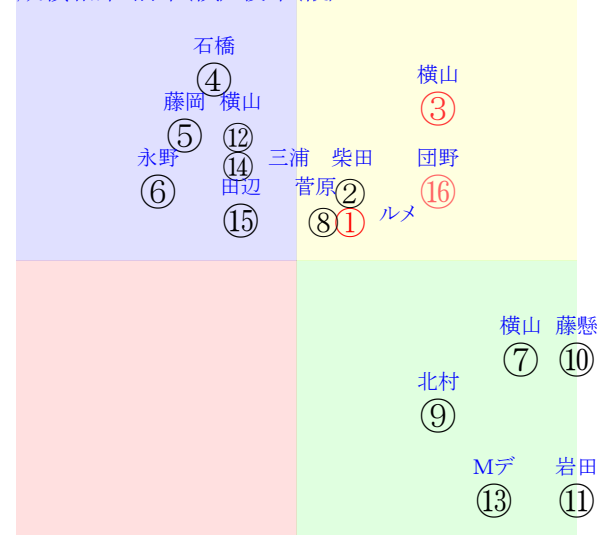 石橋
④
横山
③
藤岡 横山
⑤ ⑫
永野 三浦 柴田 団野
⑭
田辺 菅原
⑥ ② ⑯
⑮ ⑧ ① ルメ
横山 藤懸
⑦ ⑩
北村
⑨
Mデ 岩田
⑬ ⑪